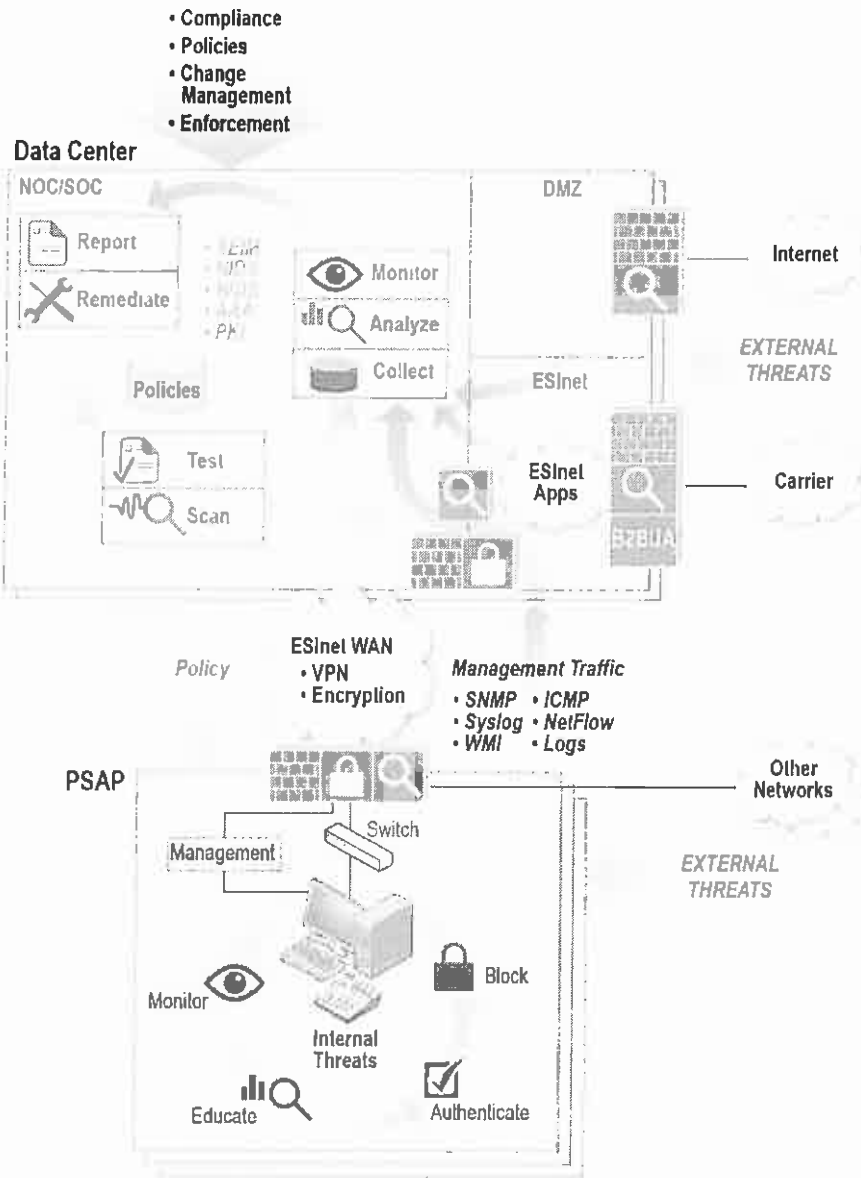 • Compliance
• Policies
• Change
Management
• Enforcement
Data Center
NOC/SOC
DMZ
Report
Remediate
Monitor
Analyze
Collect
Policies
Test
Scan
ESInet
ESInet
Apps
B2BUA
Internet
EXTERNAL
THREATS
Carrier
Policy
ESInet WAN
• VPN
• Encryption
Management Traffic
• SNMP • ICMP
• Syslog • NetFlow
• WMI • Logs
PSAP
Other
Networks
Switch
Management
EXTERNAL
THREATS
Monitor
Block
Internal
Threats
Educate
Authenticate